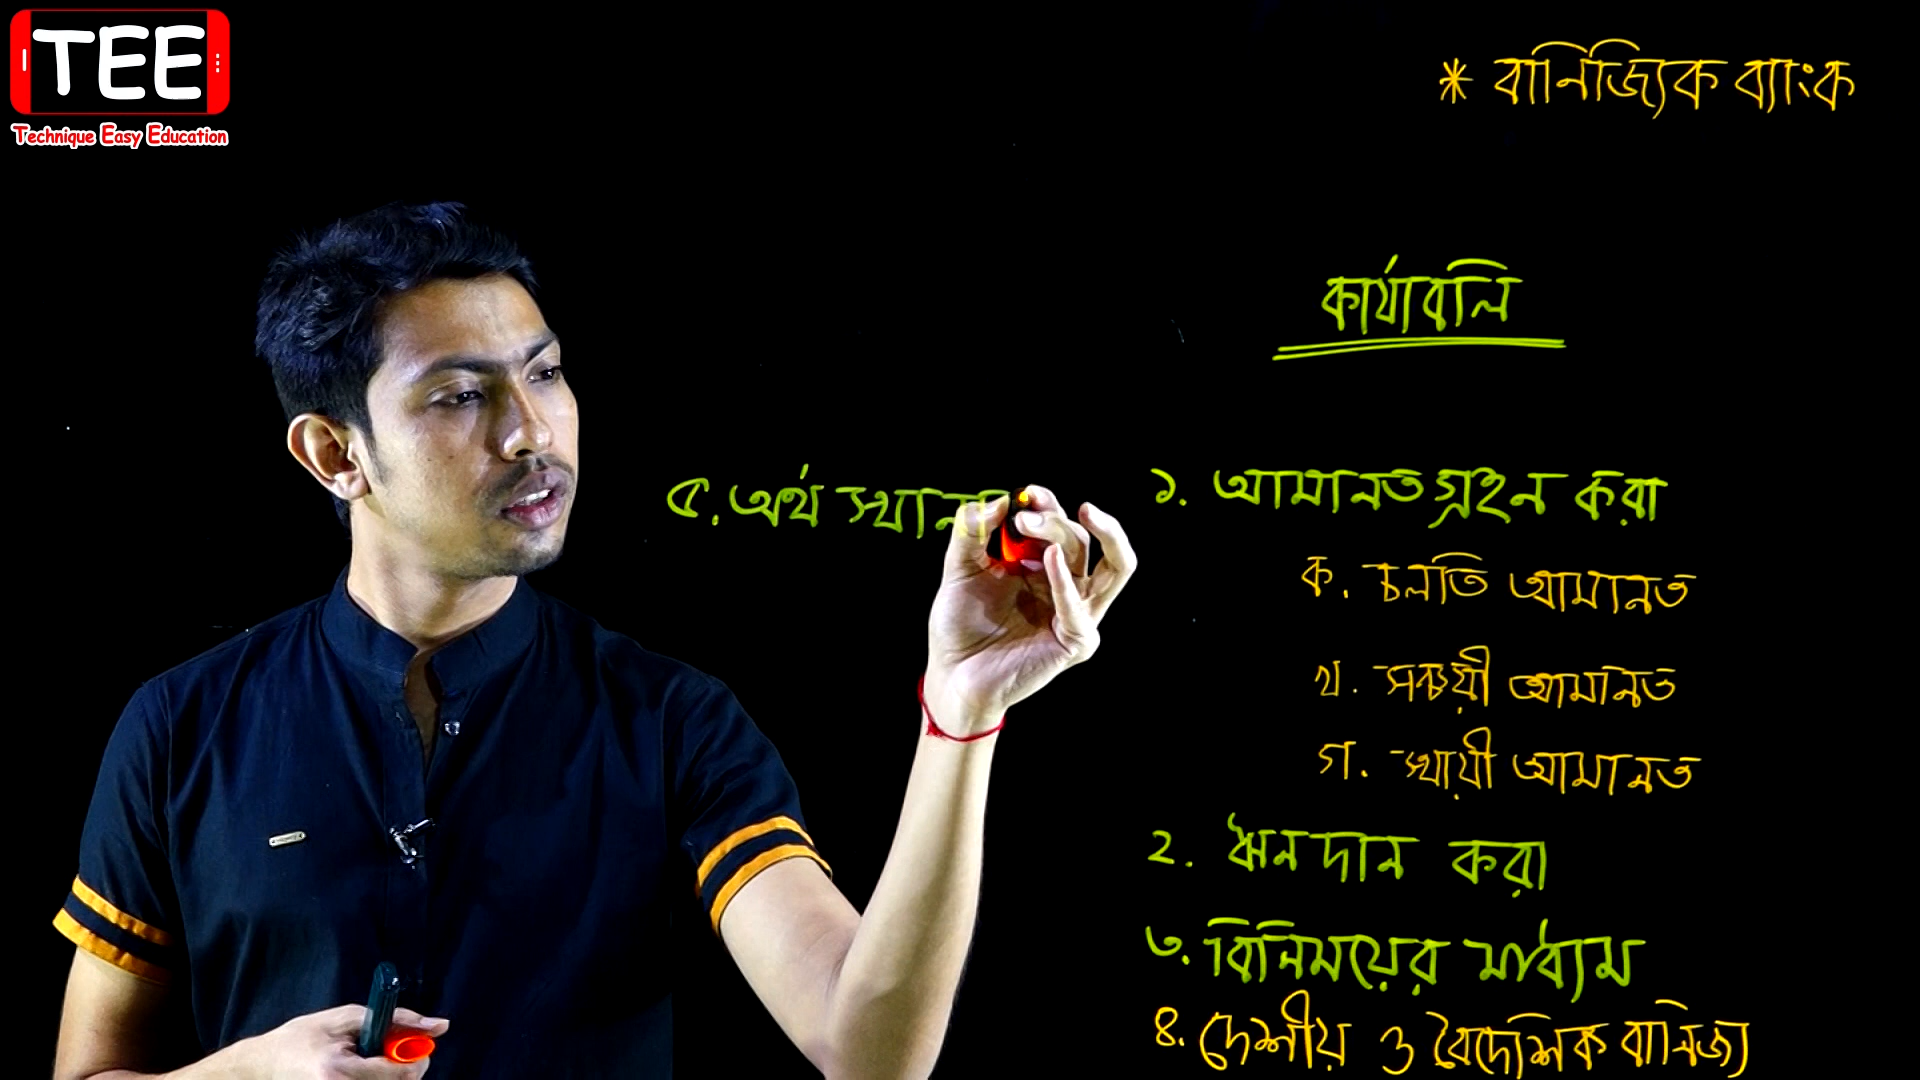 TEE
Technique Easy Education
* বানিজ্যিক ব্যাংক
কার্যাবলি
১. আমানত গ্রহন করা
ক. চলতি আমানত
খ. সঞ্চয়ী আমানত
গ. স্থায়ী আমানত
২. ঋন দান করা
৩. বিনিময়ের মাধ্যম
৪. দেশীয় ও বৈদেশিক বানিজ্য
৫. অর্থ স্থানা